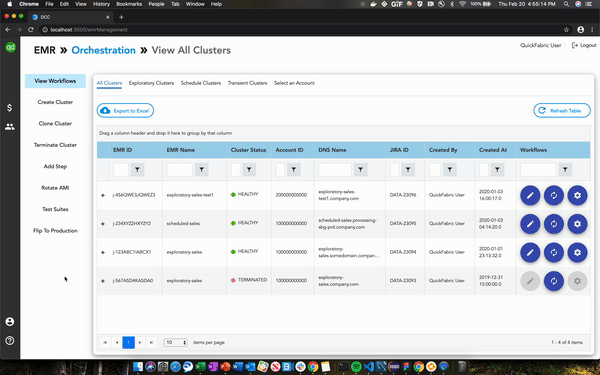 Chrome File Edit View History Bookmarks People Tab Window Help
100% Thu Feb 20 4:55:14 PM
DCC
localhost:3000/emrManagement
EMR » Orchestration » View All Clusters
QuickFabric User Logout
View Workflows
Create Cluster
Clone Cluster
Terminate Cluster
Add Step
Rotate AMI
Test Suites
Flip To Production
All Clusters Exploratory Clusters Schedule Clusters Transient Clusters Select an Account
Export to Excel
Refresh Table
Drag a column header and drop it here to group by that column
EMR ID EMR Name Cluster Status Account ID DNS Name JIRA ID Created By Created At Workflows
j-456QWE3JQWEZ3 exploratory-sales-test1 HEALTHY 200000000000 exploratory-sales-
test1.company.com DATA-23096 QuickFabric User 2020-01-03
16:00:17.0
j-234XYZ2HXYZY2 scheduled-sales HEALTHY 10000000000 scheduled-sales.processing-
abg-prd.company.com DATA-23095 QuickFabric User 2020-01-03
04:14:20.0
j-123ABC1IABCX1 exploratory-sales HEALTHY 10000000000 exploratory-
sales.somedomain.compan... DATA-23094 QuickFabric User 2020-01-01
23:13:32.0
j-567ASD4KASDA0 exploratory-sales TERMINATED 10000000000 exploratory-
sales.company.com DATA-23093 QuickFabric User 2019-12-31
15:00:00.0
1 10 items per page 1 - 4 of 4 items